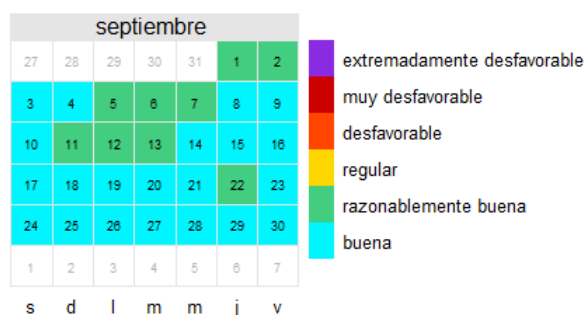 septiembre
27 28 29 30 31 1 2
3 4 5 6 7 8 9
10 11 12 13 14 15 16
17 18 19 20 21 22 23
24 25 26 27 28 29 30
1 2 3 4 5 6 7
s d l m m j v
extremadamente desfavorable
muy desfavorable
desfavorable
regular
razonablemente buena
buena